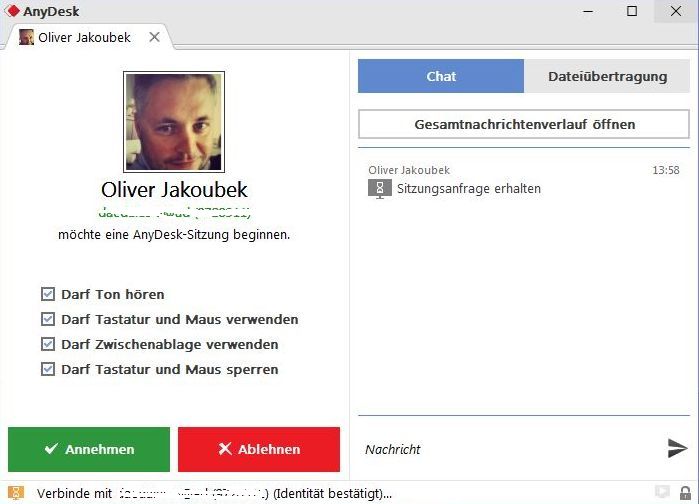 AnyDesk
Oliver Jakoubek
Chat
Dateiübertragung
Gesamtnachrichtenverlauf öffnen
Oliver Jakoubek
13:58
Sitzungsanfrage erhalten
Oliver Jakoubek
möchte eine AnyDesk-Sitzung beginnen.
Darf Ton hören
Darf Tastatur und Maus verwenden
Darf Zwischenablage verwenden
Darf Tastatur und Maus sperren
Annehmen
Ablehnen
Nachricht
Verbinde mit (Identität bestätigt)...